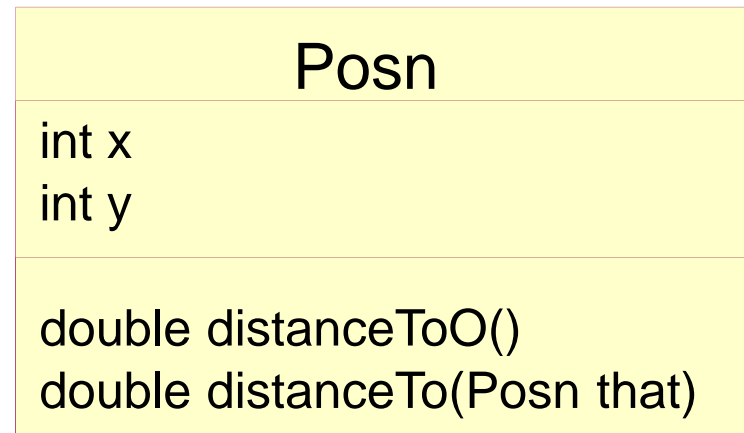 Posn
int x
int y
double distanceToO()
double distanceTo(Posn that)